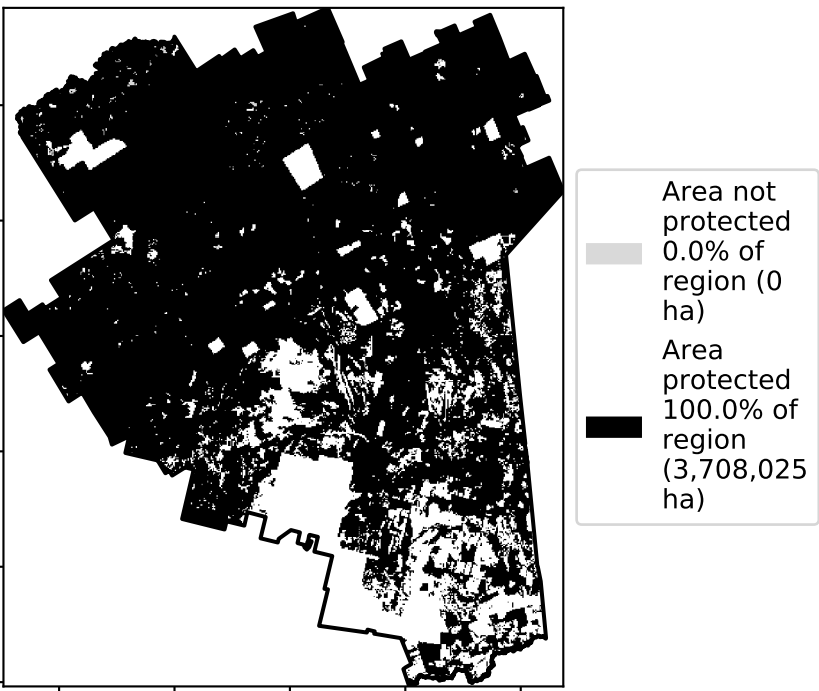 Area not
protected
0.0% of
region (0
ha)
Area
protected
100.0% of
region
(3,708,025
ha)